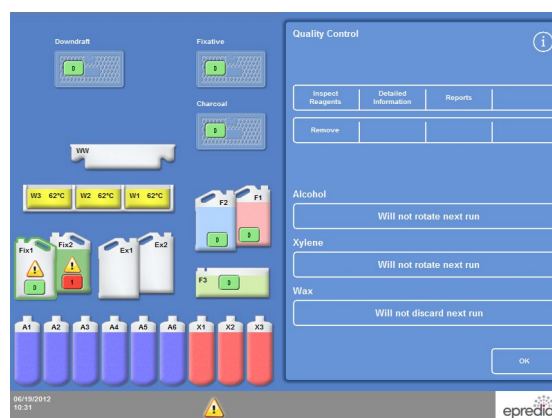 Downdraft
Fixative
Quality Control
i
D
D
Charcoal
Inspect Reagents
Detailed Information
Reports
D
Remove
WW
W3 62°C
W2 62°C
W1 62°C
Alcohol
F2
F1
Will not rotate next run
D
D
Xylene
Fix1
Fix2
Ex1
Ex2
Will not rotate next run
D
1
F3
D
Wax
Will not discard next run
A1
A2
A3
A4
A5
A6
X1
X2
X3
OK
06/19/2012
10:31
epredia